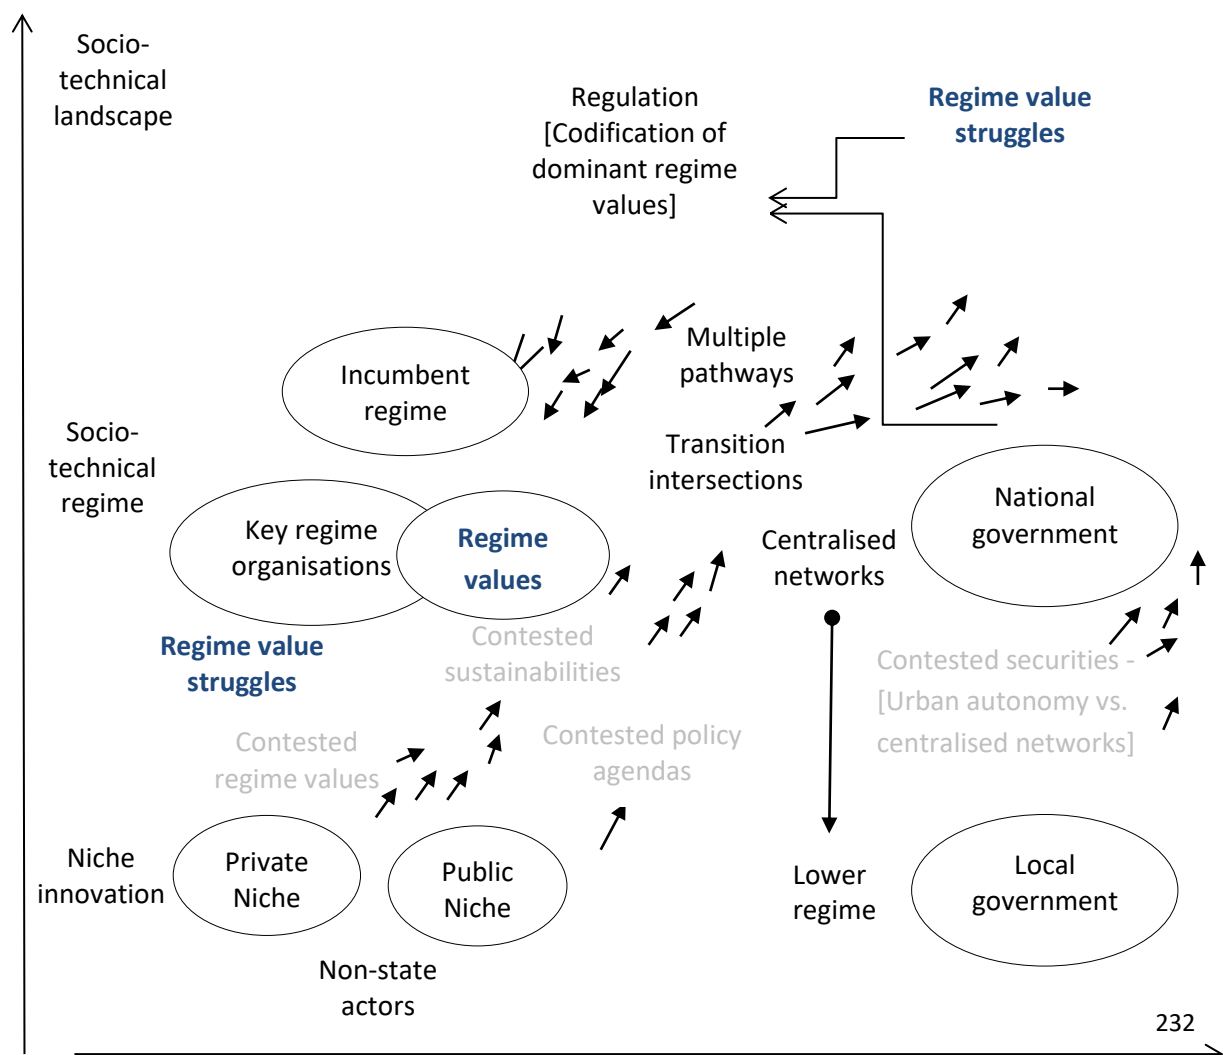 Socio-
technical
landscape
Regulation
[Codification of
dominant regime
values]
Regime value
struggles
Incumbent
regime
Multiple
pathways
Transition
intersections
Socio-
technical
regime
Key regime
organisations
Regime
values
Centralised
networks
National
government
Regime value
struggles
Contested
sustainabilities
Contested securities -
[Urban autonomy vs.
centralised networks]
Contested
regime values
Contested policy
agendas
Niche
innovation
Private
Niche
Public
Niche
Lower
regime
Local
government
Non-state
actors
232